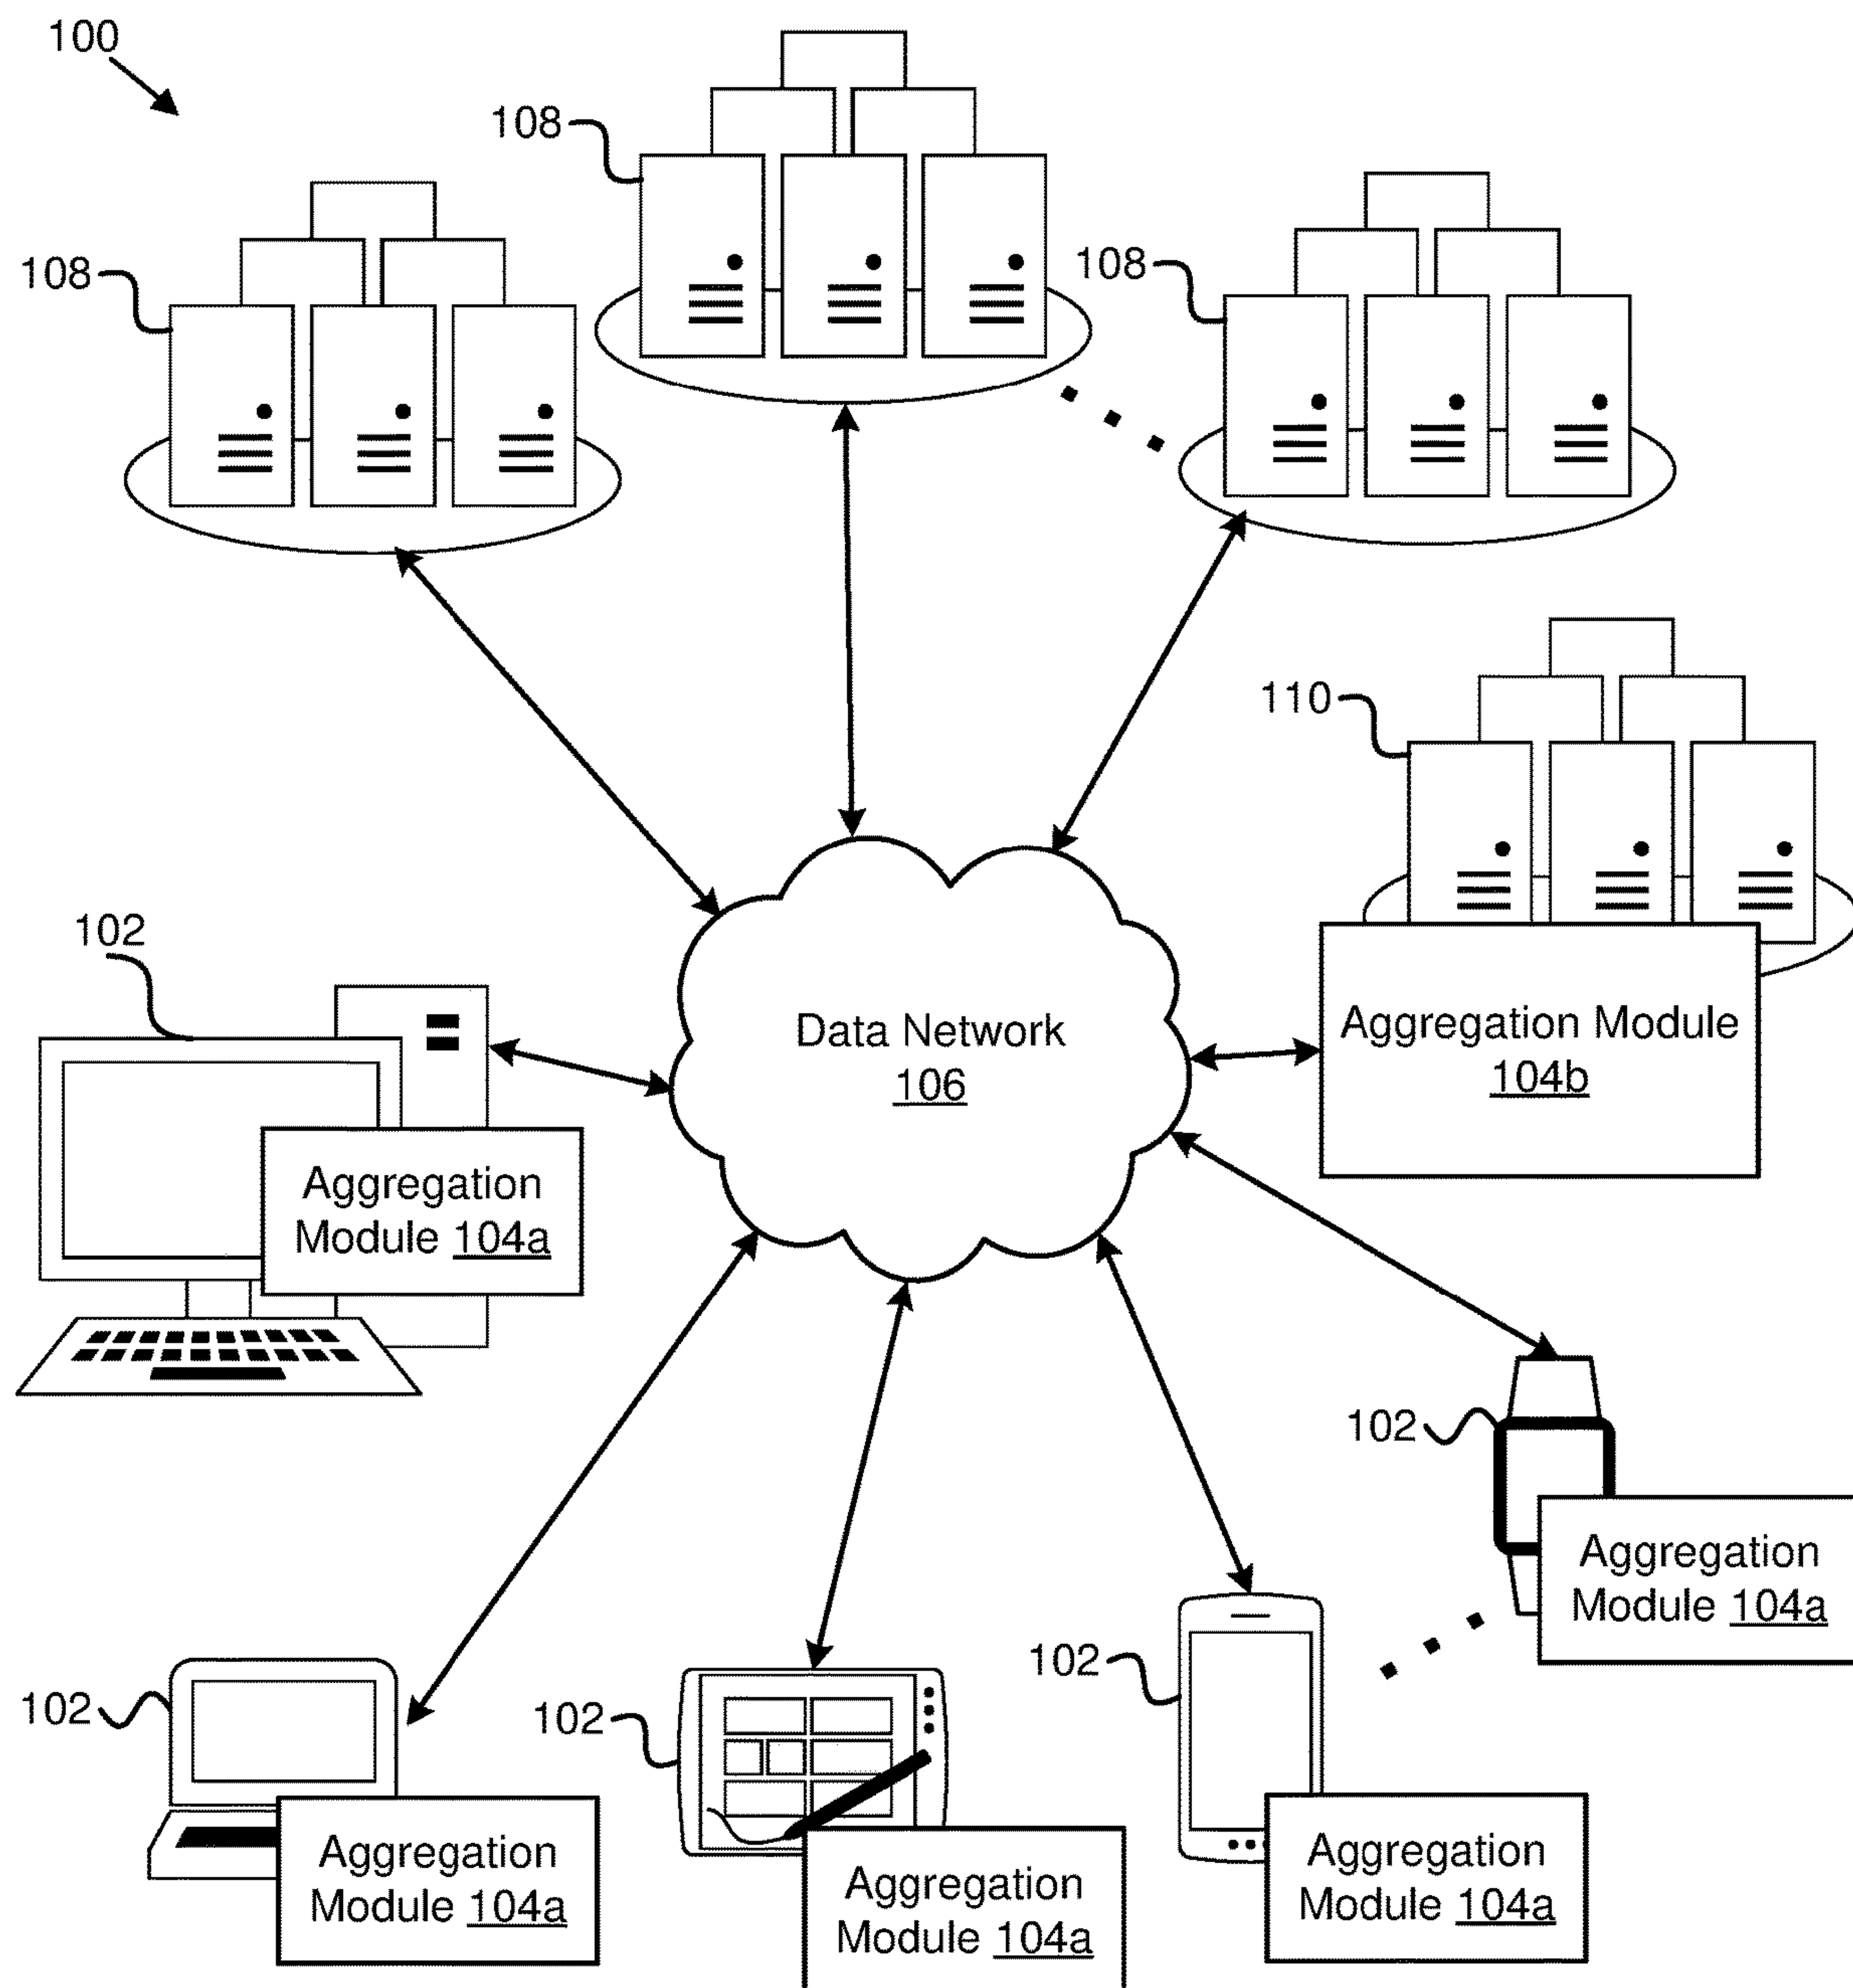 100
108
108
108
110
102
Data Network
106
Aggregation Module
104b
Aggregation
Module 104a
102
Aggregation
Module 104a
102
102
102
Aggregation
Module 104a
Aggregation
Module 104a
Aggregation
Module 104a